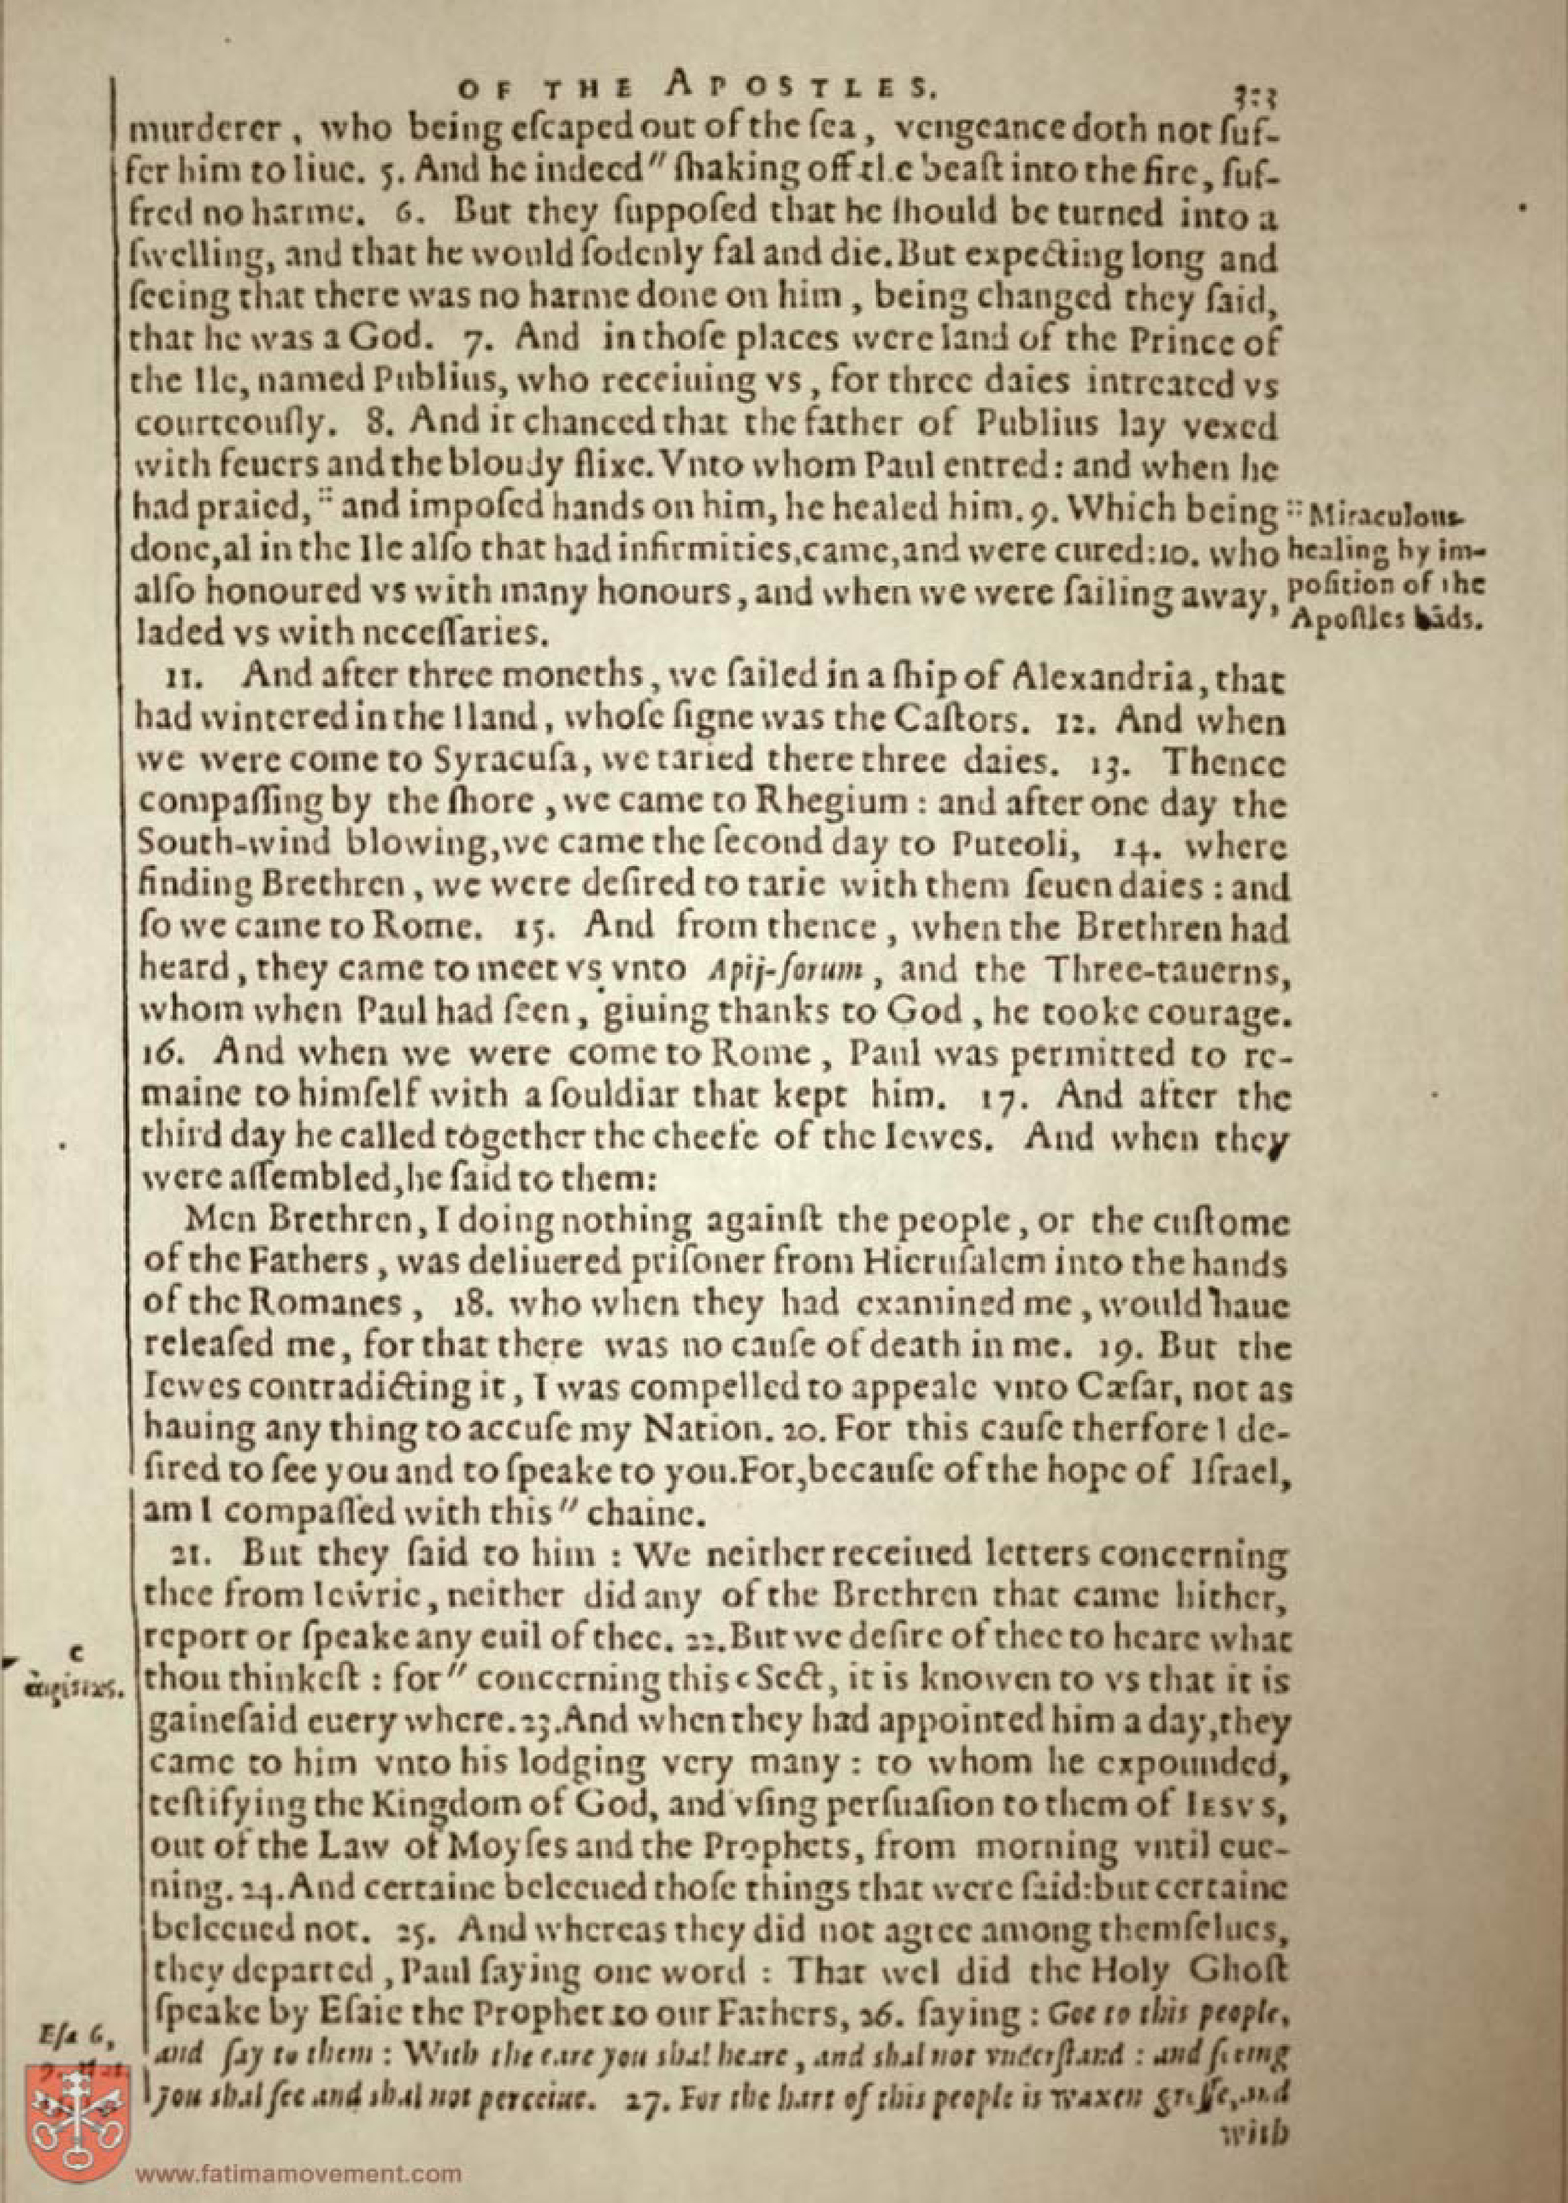 OF THE APOSTLES. 353
murderer, who being eſcaped out of the ſea, vengeance doth not ſuf-
fer him to liue. 5. And he indeed " ſhaking off the beaſt into the fire, ſuf-
fred no harme. 6. But they ſuppoſed that he ſhould be turned into a
ſwelling, and that he would ſodenly fal and die. But expecting long and
ſeeing that there was no harme done on him, being changed they ſaid,
that he was a God. 7. And in thoſe places were land of the Prince of
the Ile, named Publius, who receiuing vs, for three daies intreated vs
courteouſly. 8. And it chanced that the father of Publius lay vexed
with feuers and the bloudy flixe. Vnto whom Paul entred: and when he
had praied, :: and impoſed hands on him, he healed him. 9. Which being
done, al in the Ile alſo that had infirmities, came, and were cured: 10. who
alſo honoured vs with many honours, and when we were ſailing away,
laded vs with neceſſaries.
:: Miraculous
healing by im-
poſition of the
Apoſtles hãds.
11. And after three moneths, we ſailed in a ſhip of Alexandria, that
had wintered in the Iland, whoſe ſigne was the Caſtors. 12. And when
we were come to Syracuſa, we taried there three daies. 13. Thence
compaſſing by the ſhore, we came to Rhegium: and after one day the
South-wind blowing, we came the ſecond day to Puteoli, 14. where
finding Brethren, we were deſired to tarie with them ſeuen daies: and
ſo we came to Rome. 15. And from thence, when the Brethren had
heard, they came to meet vs vnto Apij-forum, and the Three-tauerns,
whom when Paul had ſeen, giuing thanks to God, he tooke courage.
16. And when we were come to Rome, Paul was permitted to re-
maine to himſelf with a ſouldiar that kept him. 17. And after the
third day he called together the cheefe of the Iewes. And when they
were aſſembled, he ſaid to them:
Men Brethren, I doing nothing againſt the people, or the cuſtome
of the Fathers, was deliuered priſoner from Hieruſalem into the hands
of the Romanes, 18. who when they had examined me, would haue
releaſed me, for that there was no cauſe of death in me. 19. But the
Iewes contradicting it, I was compelled to appeale vnto Cæſar, not as
hauing any thing to accuſe my Nation. 20. For this cauſe therfore I de-
ſired to ſee you and to ſpeake to you. For, becauſe of the hope of Iſrael,
am I compaſſed with this " chaine.
21. But they ſaid to him: We neither receiued letters concerning
thee from Iewrie, neither did any of the Brethren that came hither,
report or ſpeake any euil of thee. 22. But we deſire of thee to heare what
thou thinkeſt: for " concerning this c Sect, it is knowen to vs that it is
gaineſaid euery where. 23. And when they had appointed him a day, they
came to him vnto his lodging very many: to whom he expounded,
teſtifying the Kingdom of God, and vſing perſuaſion to them of IESVS,
out of the Law of Moyſes and the Prophets, from morning vntil eue-
ning. 24. And certaine beleeued thoſe things that were ſaid: but certaine
beleeued not. 25. And whereas they did not agree among themſelues,
they departed, Paul ſaying one word: That wel did the Holy Ghoſt
ſpeake by Eſaie the Prophet to our Fathers, 26. ſaying: Goe to this people,
and ſay to them: With the eare you shal heare, and shal not vnderſtand: and ſeeing
you shal ſee and shal not perceiue. 27. For the hart of this people is waxen groſſe, and
with
c
Eſa 6,
9.
www.fatimamovement.com